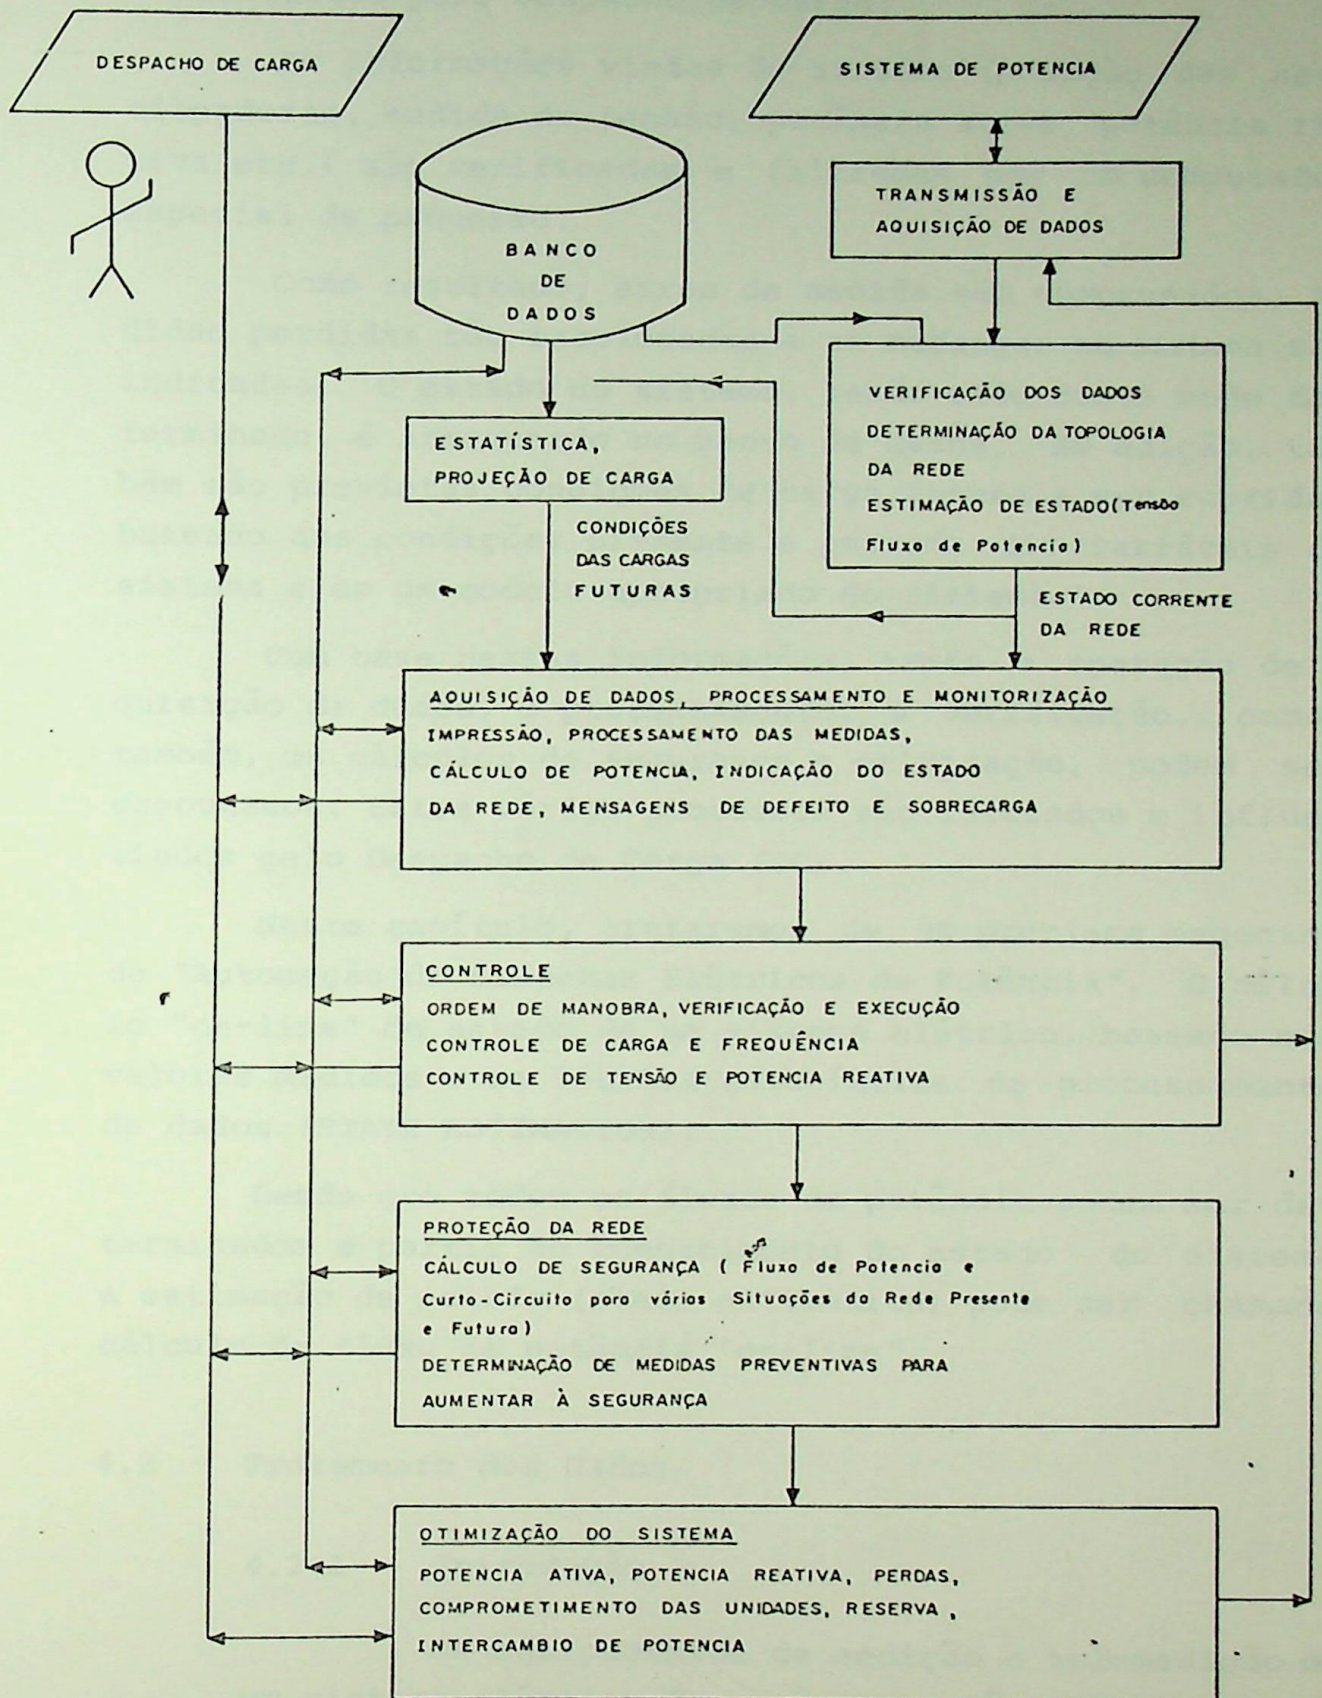 DESPACHO DE CARGA
SISTEMA DE POTENCIA
BANCO
DE
DADOS
TRANSMISSÃO E
AQUISIÇÃO DE DADOS
ESTATÍSTICA,
PROJEÇÃO DE CARGA
VERIFICAÇÃO DOS DADOS
DETERMINAÇÃO DA TOPOLOGIA
DA REDE
ESTIMAÇÃO DE ESTADO (Tensão
Fluxo de Potencia)
CONDIÇÕES
DAS CARGAS
FUTURAS
ESTADO CORRENTE
DA REDE
AQUISIÇÃO DE DADOS, PROCESSAMENTO E MONITORIZAÇÃO
IMPRESSÃO, PROCESSAMENTO DAS MEDIDAS,
CÁLCULO DE POTENCIA, INDICAÇÃO DO ESTADO
DA REDE, MENSAGENS DE DEFEITO E SOBRECARGA
CONTROLE
ORDEM DE MANOBRA, VERIFICAÇÃO E EXECUÇÃO
CONTROLE DE CARGA E FREQUÊNCIA
CONTROLE DE TENSÃO E POTENCIA REATIVA
PROTEÇÃO DA REDE
CÁLCULO DE SEGURANÇA ( Fluxo de Potencia e
Curto-Circuito para várias Situações da Rede Presente
e Futura)
DETERMINAÇÃO DE MEDIDAS PREVENTIVAS PARA
AUMENTAR À SEGURANÇA
OTIMIZAÇÃO DO SISTEMA
POTENCIA ATIVA, POTENCIA REATIVA, PERDAS,
COMPROMETIMENTO DAS UNIDADES, RESERVA,
INTERCAMBIO DE POTENCIA